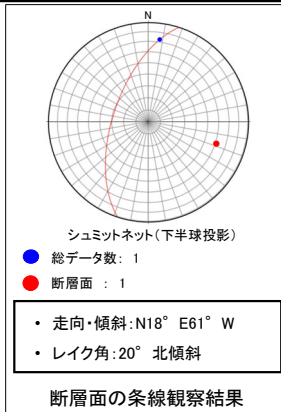 N
シュミットネット(下半球投影)
総データ数: 1
断層面 : 1
• 走向・傾斜:N18° E61° W
• レイク角:20° 北傾斜
断層面の条線観察結果